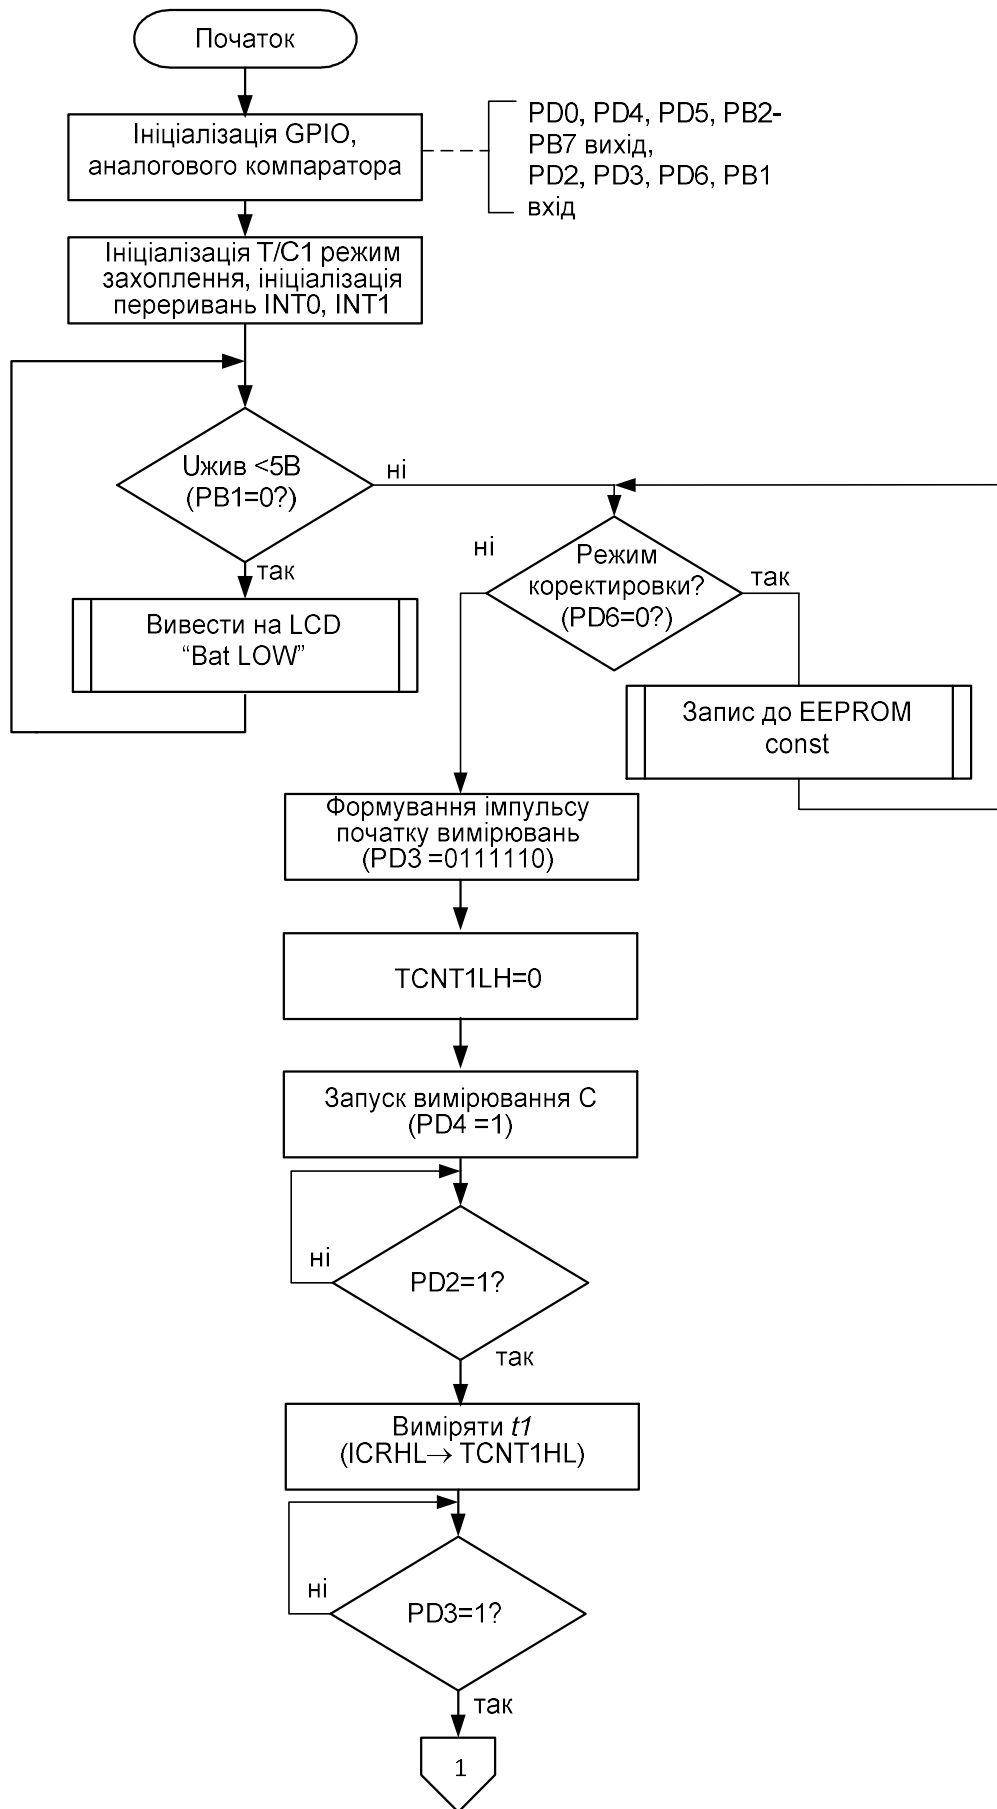 Початок
Ініціалізація GPIO,
аналогового компаратора
PD0, PD4, PD5, PB2-
PB7 вихід,
PD2, PD3, PD6, PB1
вхід
Ініціалізація T/C1 режим
захоплення, ініціалізація
переривань INT0, INT1
Uжив <5В
(PB1=0?)
ні
так
Вивести на LCD
“Bat LOW”
ні
Режим
коректировки?
(PD6=0?)
так
Запис до EEPROM
const
Формування імпульсу
початку вимірювань
(PD3 =0111110)
TCNT1LH=0
Запуск вимірювання С
(PD4 =1)
ні
PD2=1?
так
Виміряти t1
(ICRHL→ TCNT1HL)
ні
PD3=1?
так
1